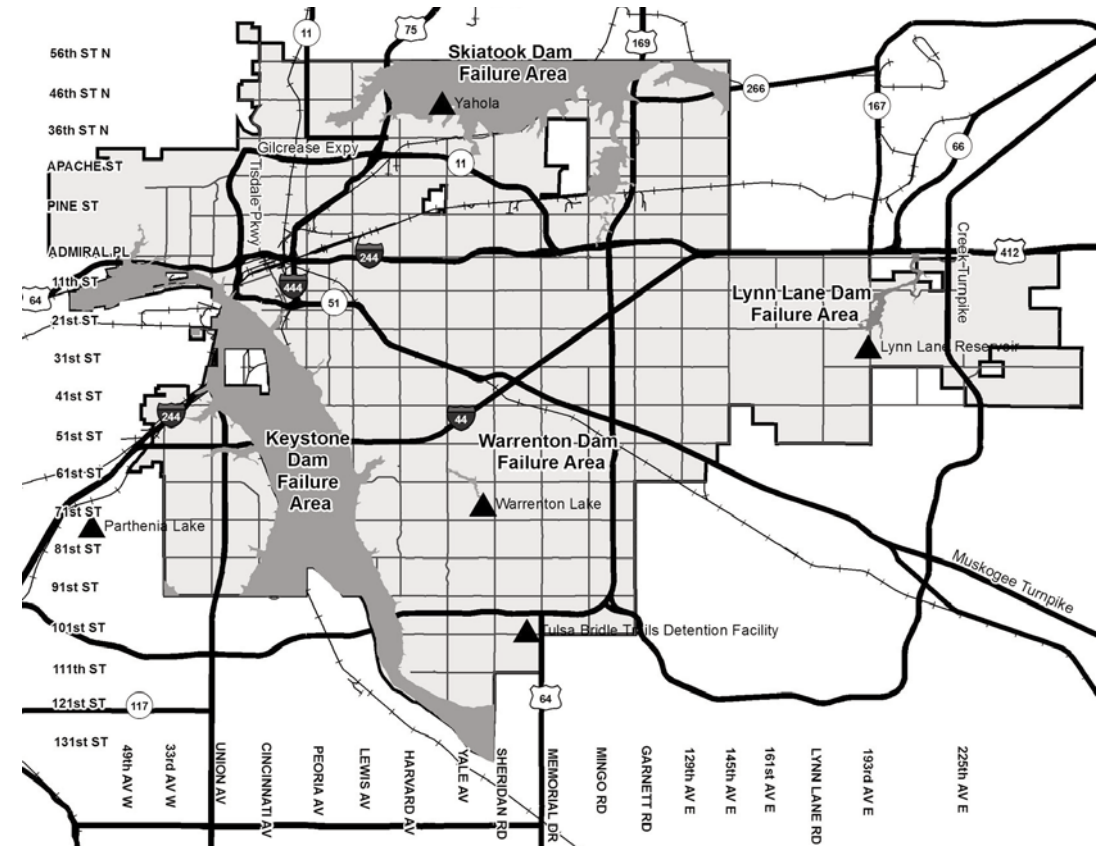 56th ST N
11
75
169
Skiatook Dam
Failure Area
46th ST N
Yahola
266
167
36th ST N
Gilcrease Expy
11
66
APACHE ST
Tisdale Pkwy
PINE ST
Creek Turnpike
ADMIRAL PL
244
412
11th ST
64
444
51
Lynn Lane Dam
Failure Area
21st ST
Lynn Lane Reservoir
31st ST
41st ST
244
44
51st ST
Keystone
Dam
Failure
Area
Warrenton Dam
Failure Area
61st ST
71st ST
Warrenton Lake
Parthenia Lake
81st ST
Muskogee Turnpike
91st ST
101st ST
Tulsa Bridle Trails Detention Facility
111th ST
121st ST
117
64
131st ST
49th AV W
33rd AV W
UNION AV
CINCINNATI AV
PEORIA AV
LEWIS AV
HARVARD AV
YALE AV
SHERIDAN RD
MEMORIAL DR
MINGO RD
GARNETT RD
129th AV E
145th AV E
161st AV E
LYNN LANE RD
193rd AV E
225th AV E